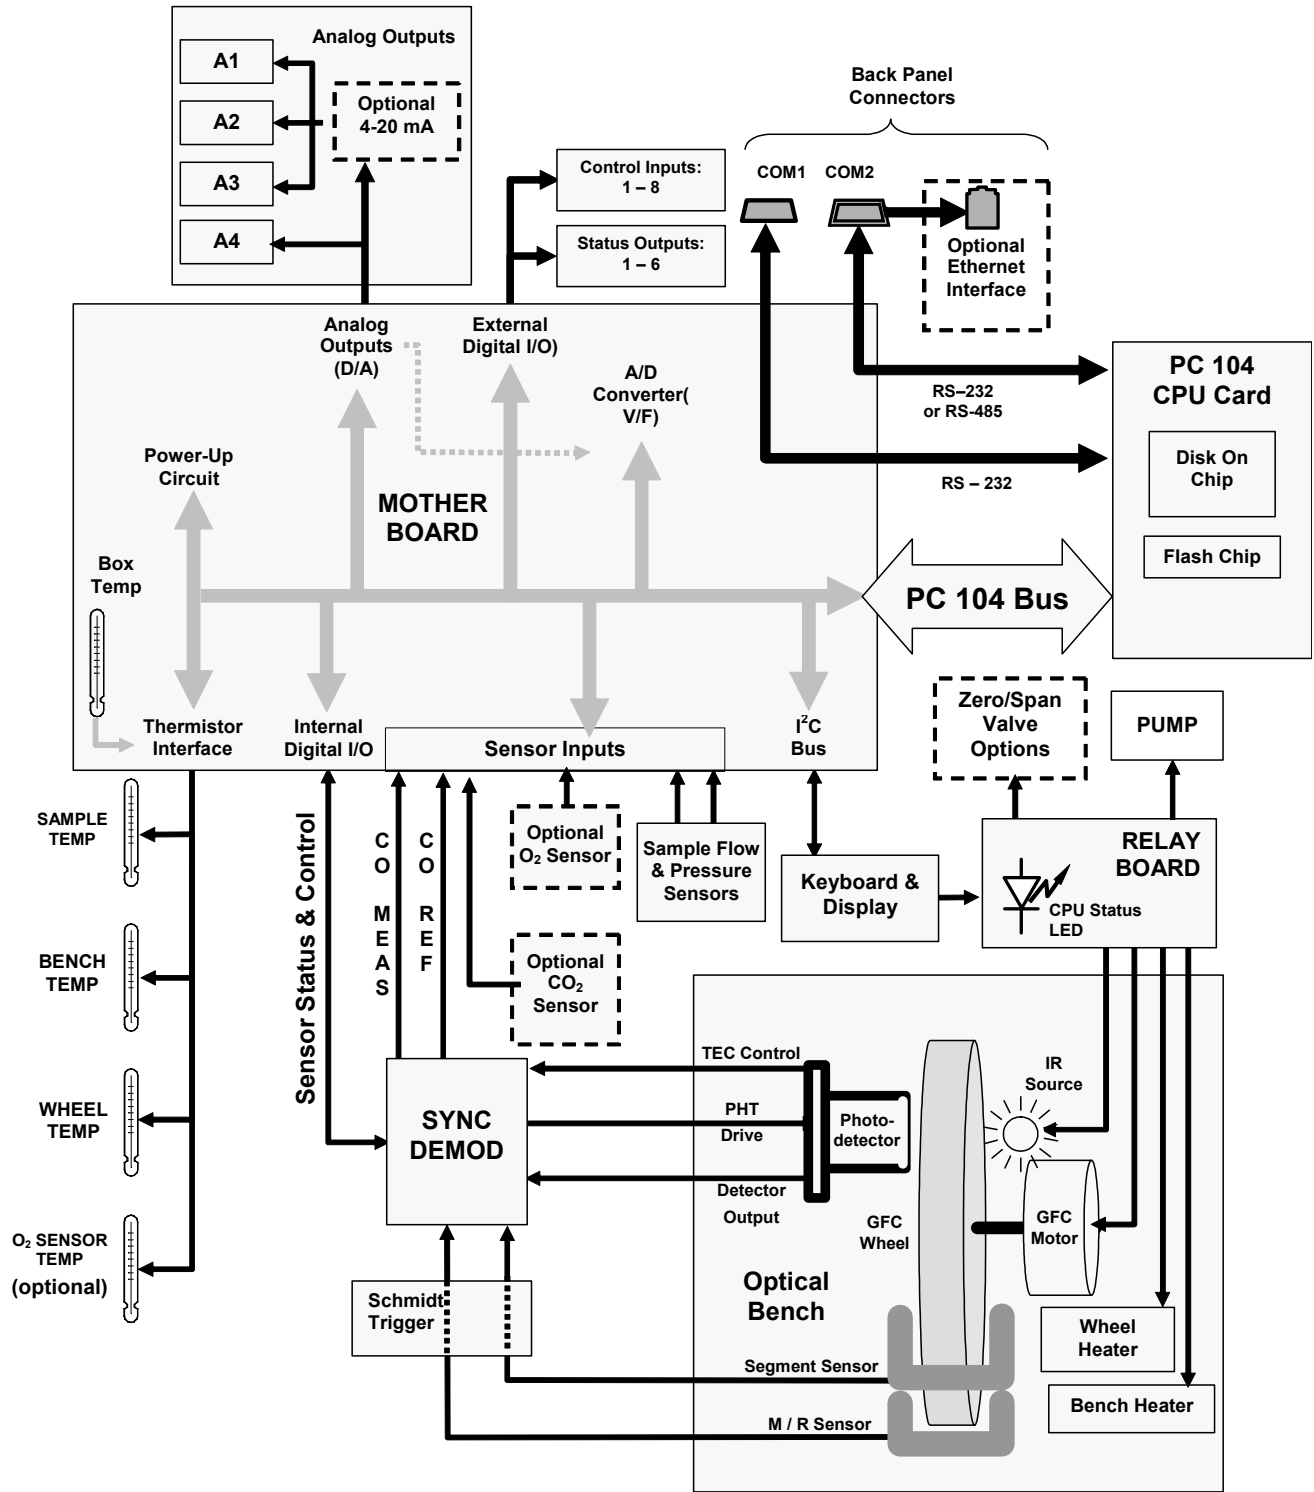 Analog Outputs
A1
A2
A3
A4
Optional
4-20 mA
Control Inputs:
1 – 8
Status Outputs:
1 – 6
Back Panel
Connectors
COM1
COM2
Optional
Ethernet
Interface
Analog
Outputs
(D/A)
External
Digital I/O)
A/D
Converter(
V/F)
Power-Up
Circuit
MOTHER
BOARD
Box
Temp
RS–232
or RS-485
RS – 232
PC 104
CPU Card
Disk On
Chip
Flash Chip
PC 104 Bus
Thermistor
Interface
Internal
Digital I/O
Sensor Inputs
I2C
Bus
Zero/Span
Valve
Options
PUMP
SAMPLE
TEMP
BENCH
TEMP
WHEEL
TEMP
O2 SENSOR
TEMP
(optional)
Sensor Status & Control
CO MEAS
CO REF
Optional
O2 Sensor
Sample Flow
& Pressure
Sensors
Keyboard &
Display
RELAY
BOARD
CPU Status
LED
Optional
CO2
Sensor
SYNC
DEMOD
TEC Control
PHT
Drive
Detector
Output
Photo-
detector
IR
Source
GFC
Wheel
GFC
Motor
Optical
Bench
Schmidt
Trigger
Wheel
Heater
Segment Sensor
Bench Heater
M / R Sensor